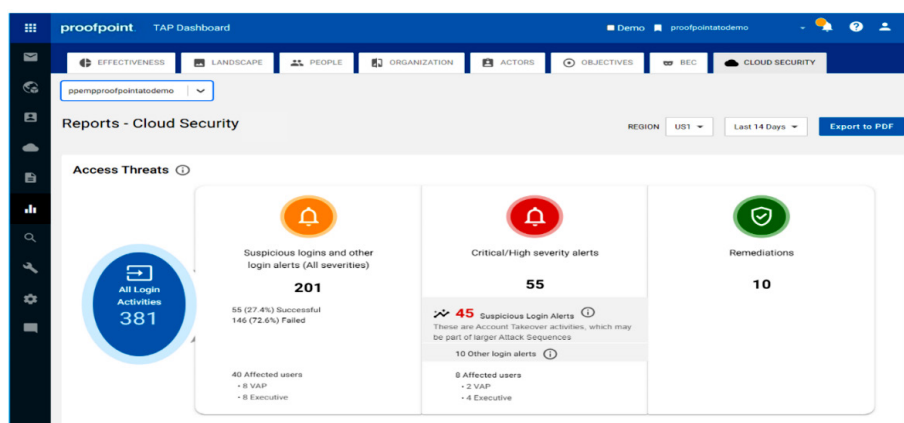 proofpoint. TAP Dashboard Demo proofpointatodemo
EFFECTIVENESS LANDSCAPE PEOPLE ORGANIZATION ACTORS OBJECTIVES BEC CLOUD SECURITY
ppempproofpointatodemo
Reports - Cloud Security
REGION US1 Last 14 Days Export to PDF
Access Threats
All Login
Activities
381
Suspicious logins and other
login alerts (All severities)
201
55 (27.4%) Successful
146 (72.6%) Failed
40 Affected users
• 8 VAP
• 8 Executive
Critical/High severity alerts
55
45 Suspicious Login Alerts
These are Account Takeover activities, which may
be part of larger Attack Sequences
10 Other login alerts
8 Affected users
• 2 VAP
• 4 Executive
Remediations
10